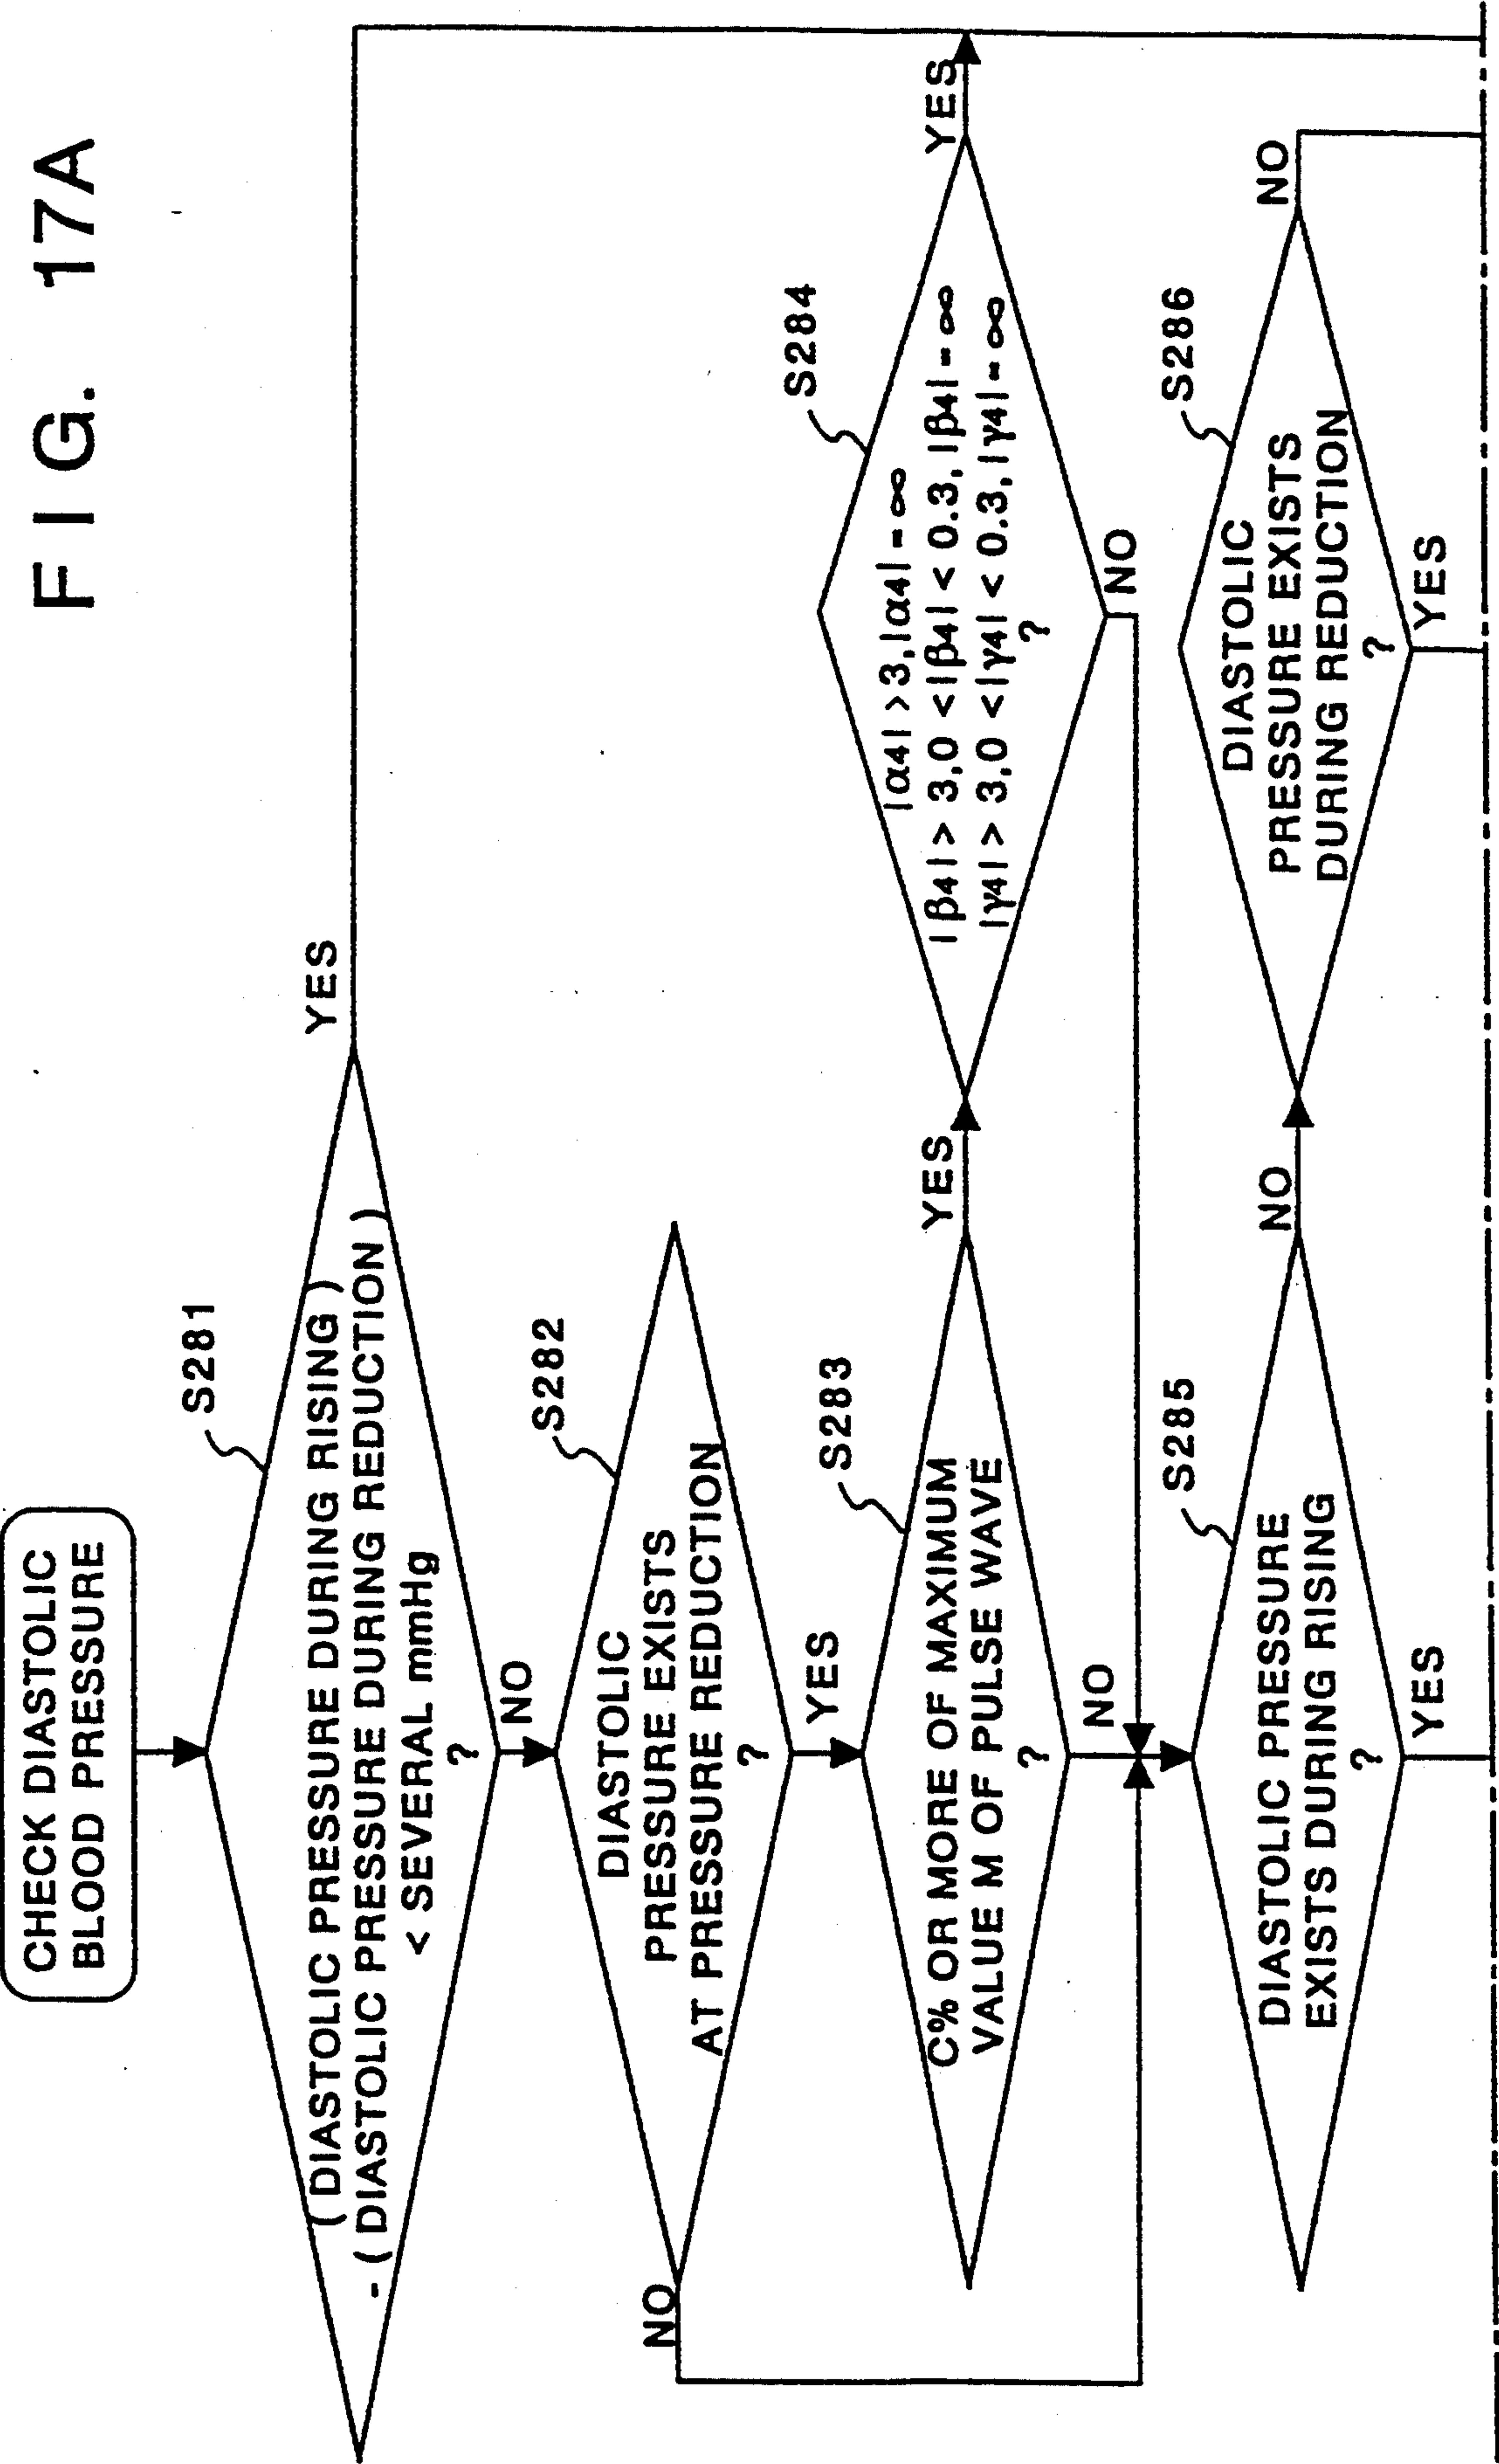 FIG. 17A
CHECK DIASTOLIC
BLOOD PRESSURE
S281
( DIASTOLIC PRESSURE DURING RISING )
- ( DIASTOLIC PRESSURE DURING REDUCTION )
< SEVERAL mmHg
?
YES
NO
S282
DIASTOLIC
PRESSURE EXISTS
AT PRESSURE REDUCTION
?
NO
YES
S283
C% OR MORE OF MAXIMUM
VALUE M OF PULSE WAVE
?
YES
NO
S284
|α4| > 3, |α4| = ∞
|β4| > 3, 0 < |β4| < 0.3, |β4| = ∞
|γ4| > 3, 0 < |γ4| < 0.3, |γ4| = ∞
?
YES
NO
S285
DIASTOLIC PRESSURE
EXISTS DURING RISING
?
NO
YES
S286
DIASTOLIC
PRESSURE EXISTS
DURING REDUCTION
?
NO
YES